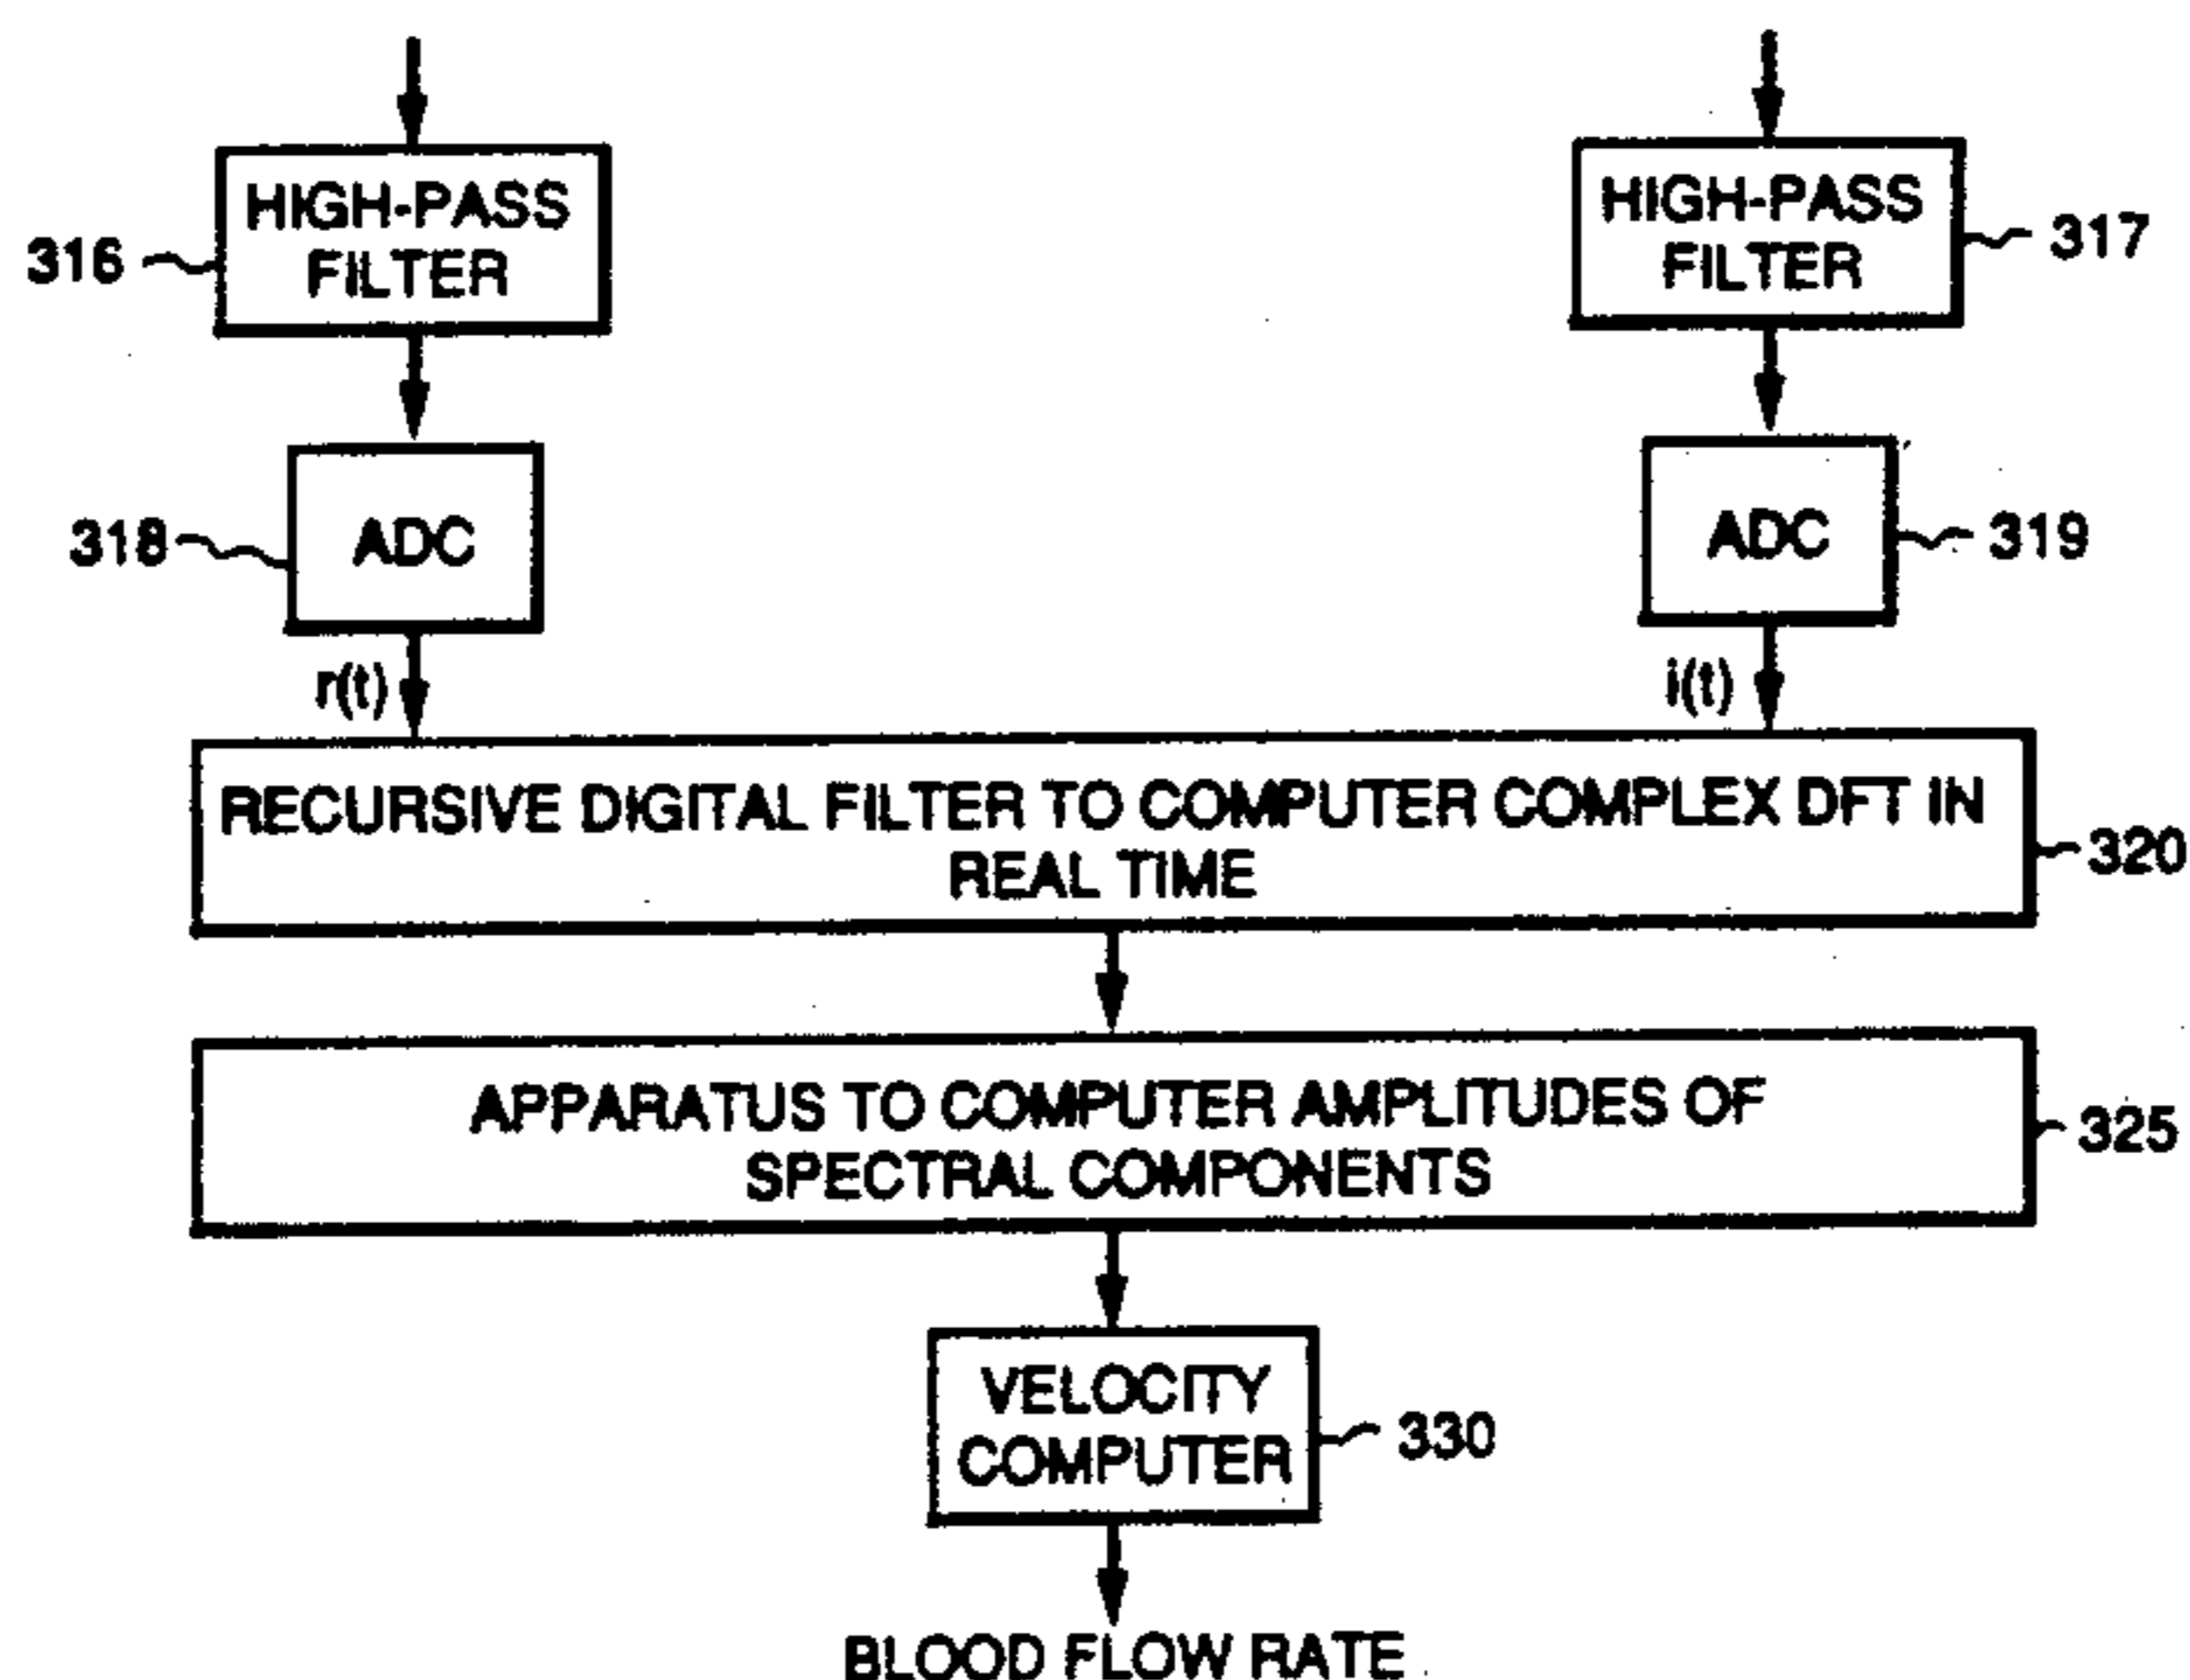 HIGH-PASS
FILTER
316
HIGH-PASS
FILTER
317
318
ADC
ADC
319
r(t)
i(t)
RECURSIVE DIGITAL FILTER TO COMPUTER COMPLEX DFT IN
REAL TIME
320
APPARATUS TO COMPUTER AMPLITUDES OF
SPECTRAL COMPONENTS
325
VELOCITY
COMPUTER
330
BLOOD FLOW RATE